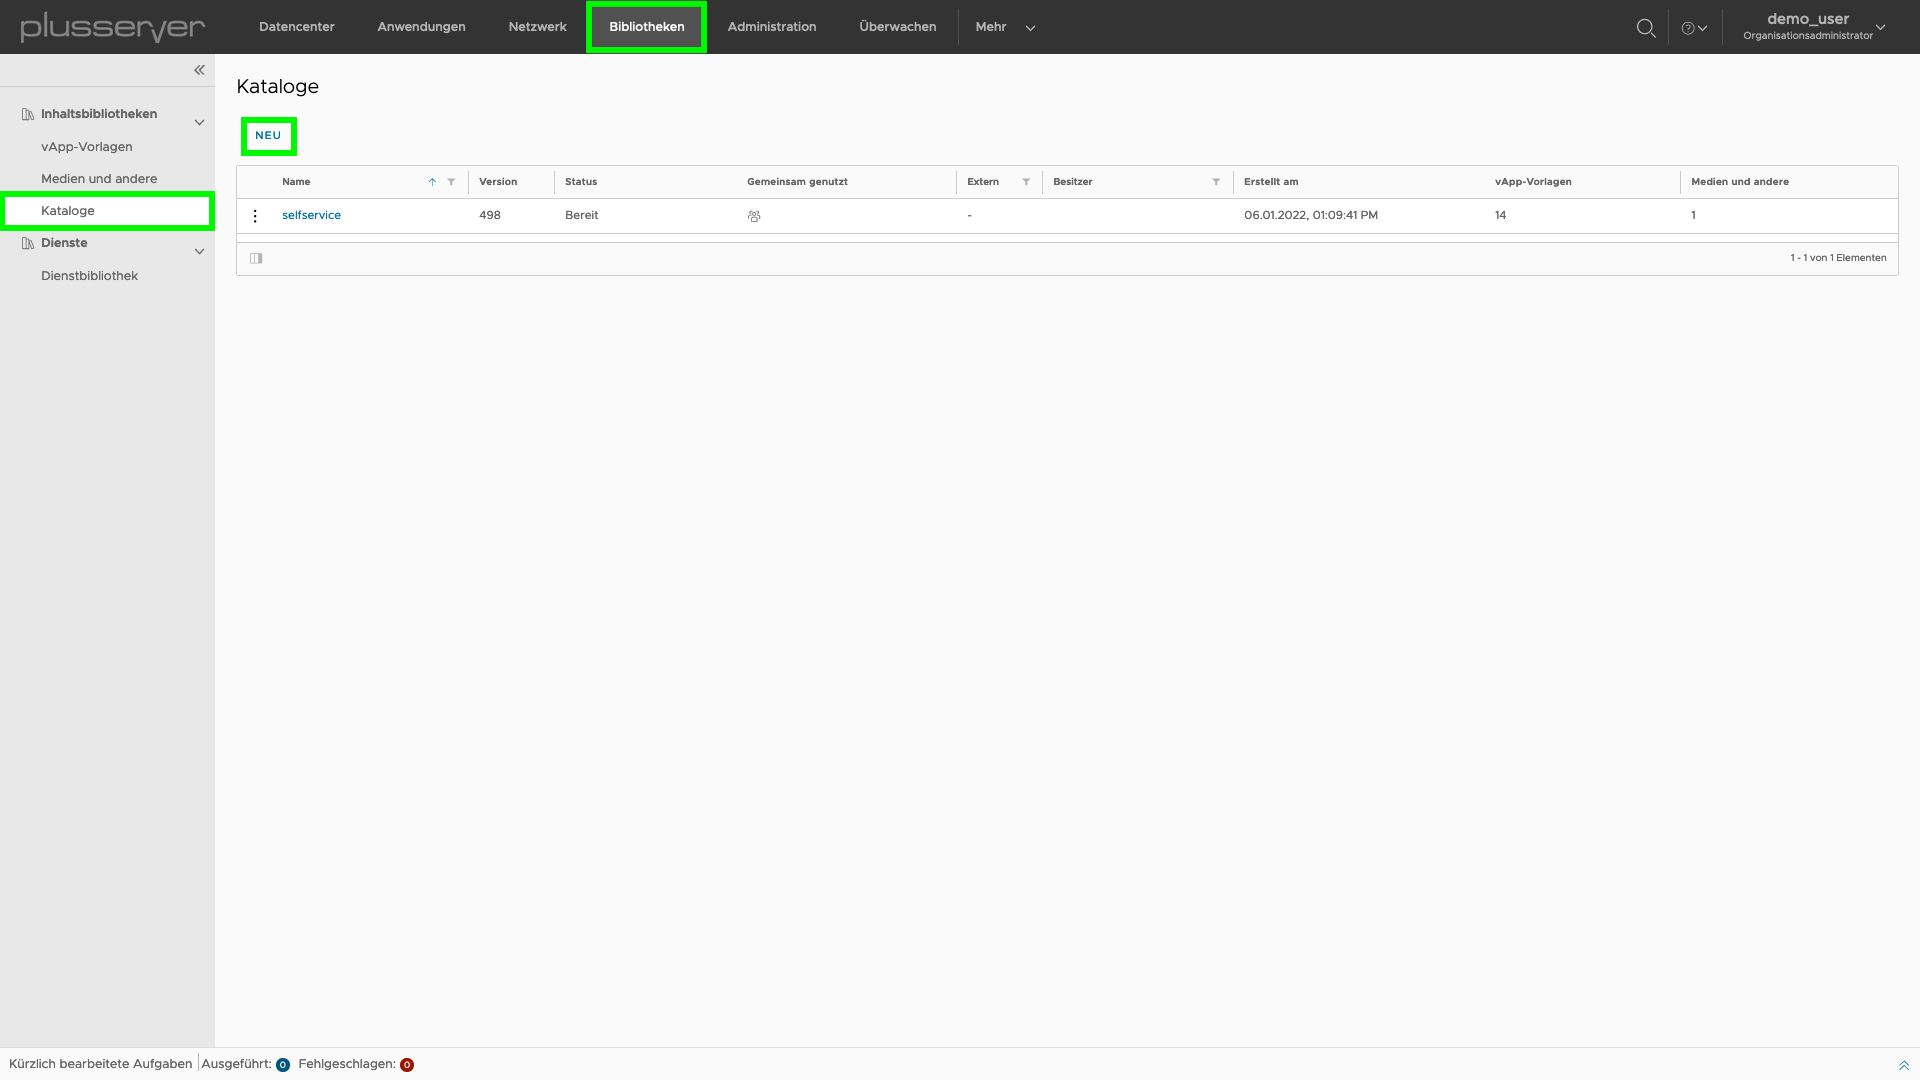 plusserver
Datencenter Anwendungen Netzwerk Bibliotheken Administration Überwachen Mehr
demo_user
Organisationsadministrator
Inhaltsbibliotheken
vApp-Vorlagen
Medien und andere
Kataloge
Dienste
Dienstbibliothek
Kataloge
NEU
Name Version Status Gemeinsam genutzt Extern Besitzer Erstellt am vApp-Vorlagen Medien und andere
selfservice 498 Bereit - 06.01.2022, 01:09:41 PM 14 1
1 - 1 von 1 Elementen
Kürzlich bearbeitete Aufgaben Ausgeführt: 0 Fehlgeschlagen: 0